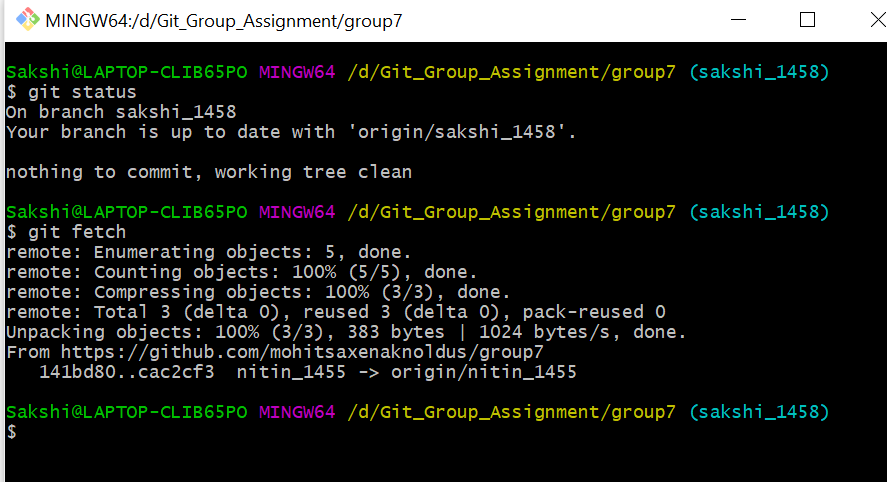 MINGW64:/d/Git_Group_Assignment/group7
Sakshi@LAPTOP-CLIB65PO MINGW64 /d/Git_Group_Assignment/group7 (sakshi_1458)
$ git status
On branch sakshi_1458
Your branch is up to date with 'origin/sakshi_1458'.
nothing to commit, working tree clean
Sakshi@LAPTOP-CLIB65PO MINGW64 /d/Git_Group_Assignment/group7 (sakshi_1458)
$ git fetch
remote: Enumerating objects: 5, done.
remote: Counting objects: 100% (5/5), done.
remote: Compressing objects: 100% (3/3), done.
remote: Total 3 (delta 0), reused 3 (delta 0), pack-reused 0
Unpacking objects: 100% (3/3), 383 bytes | 1024 bytes/s, done.
From https://github.com/mohitsaxenaknoldus/group7
   141bd80..cac2cf3  nitin_1455 -> origin/nitin_1455
Sakshi@LAPTOP-CLIB65PO MINGW64 /d/Git_Group_Assignment/group7 (sakshi_1458)
$